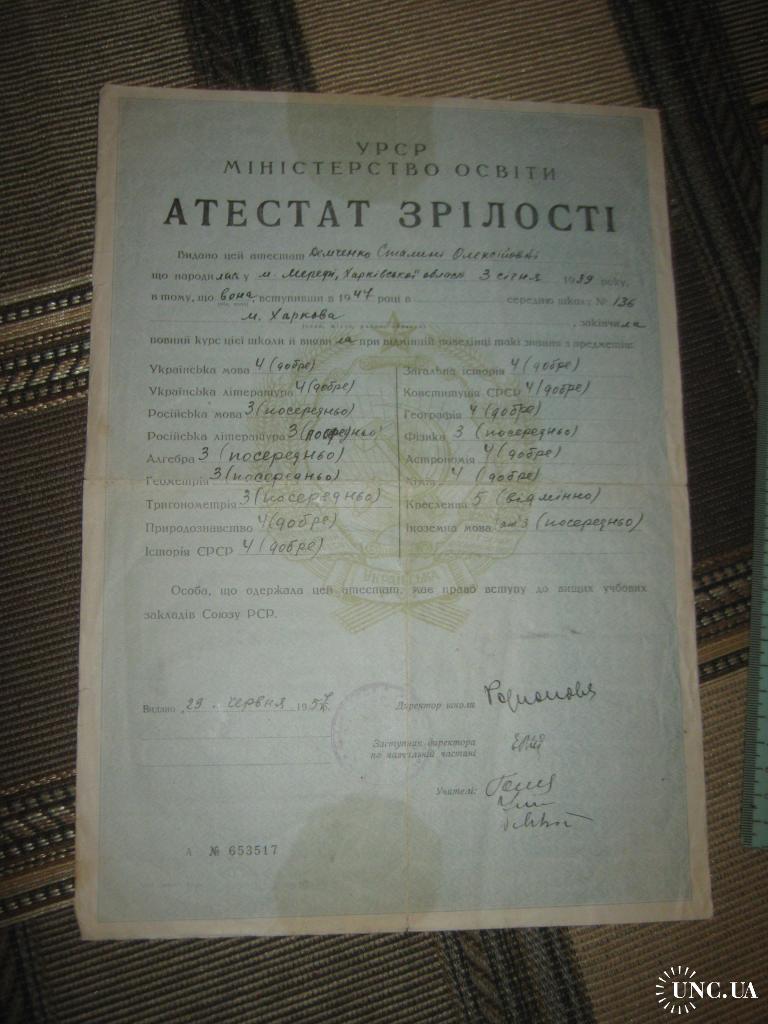 УРСР
МІНІСТЕРСТВО ОСВІТИ
АТЕСТАТ ЗРІЛОСТІ
Видано цей атестат Демченко Сталині Олексіївні
що народилась у м. Мерефі, Харківської області 3 січня 1939 року,
в тому, що вона, вступивши в 1947 році в середню школу № 136
м. Харкова, закінчила
повний курс цієї школи й виявила при відмінній поведінці такі знання з предметів:
Українська мова 4 (добре)
Українська література 4 (добре)
Російська мова 3 (посередньо)
Російська література 3 (посередньо)
Алгебра 3 (посередньо)
Геометрія 3 (посередньо)
Тригонометрія 3 (посередньо)
Природознавство 4 (добре)
Історія СРСР 4 (добре)
Загальна історія 4 (добре)
Конституція СРСР 4 (добре)
Географія 4 (добре)
Фізика 3 (посередньо)
Астрономія 4 (добре)
Хімія 4 (добре)
Креслення 5 (відмінно)
Іноземна мова 3 (посередньо)
УКРАЇНСЬКА
Особа, що одержала цей атестат, має право вступу до вищих учбових
закладів Союзу РСР.
Видано "29" червня 1957 р.
Директор школи
Заступник директора
по навчальній частині
Учителі:
А № 653517
UNC.UA